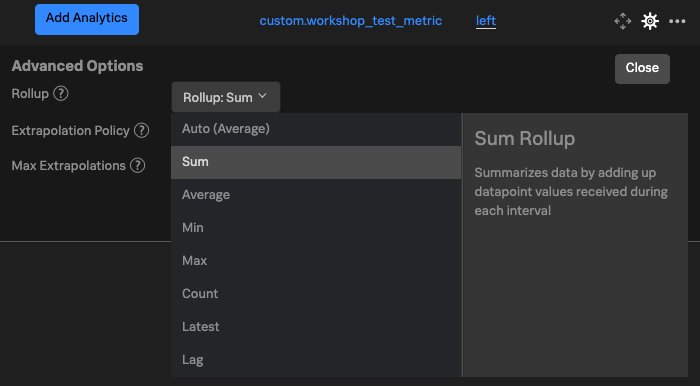 Add Analytics
custom.workshop_test_metric left
Advanced Options
Close
Rollup ?
Rollup: Sum
Extrapolation Policy ?
Max Extrapolations ?
Auto (Average)
Sum
Average
Min
Max
Count
Latest
Lag
Sum Rollup
Summarizes data by adding up
datapoint values received during
each interval